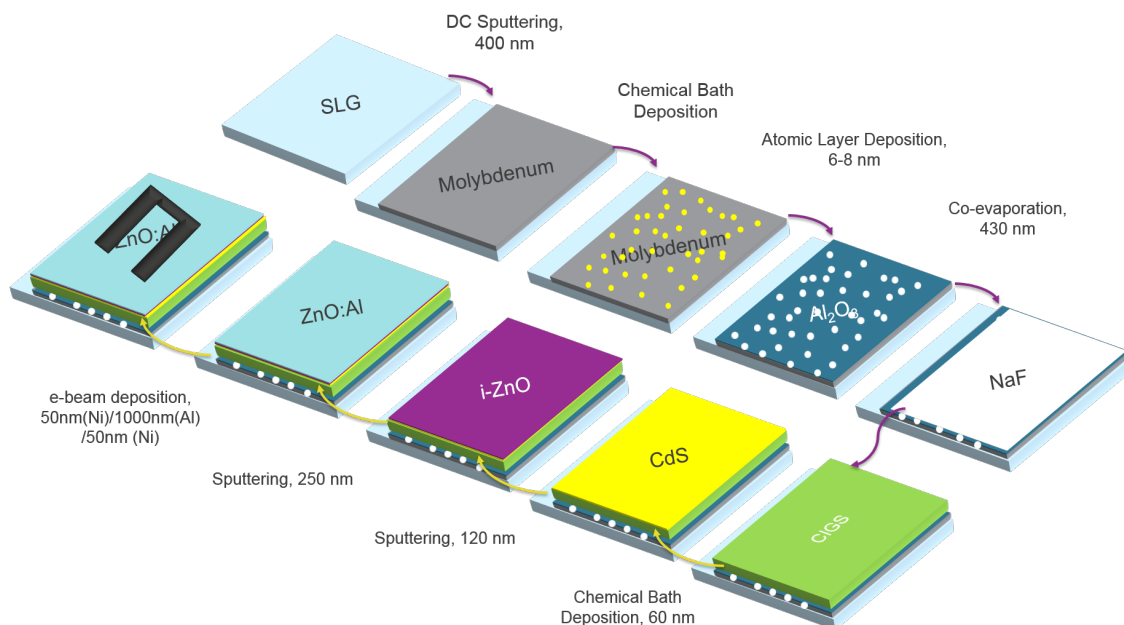 DC Sputtering,
400 nm
SLG
Chemical Bath
Deposition
Molybdenum
Atomic Layer Deposition,
6-8 nm
Molybdenum
Co-evaporation,
430 nm
Al₂O₃
NaF
CIGS
Chemical Bath
Deposition, 60 nm
CdS
Sputtering, 120 nm
i-ZnO
Sputtering, 250 nm
ZnO:Al
e-beam deposition,
50nm(Ni)/1000nm(Al)
/50nm (Ni)
ZnO:Al